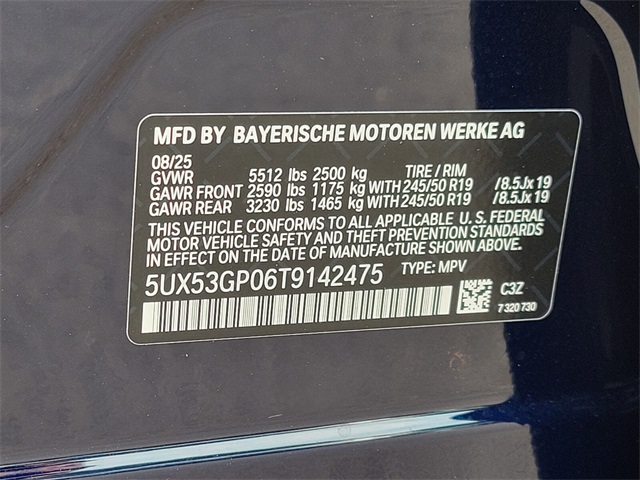 MFD BY BAYERISCHE MOTOREN WERKE AG
08/25
GVWR 5512 lbs 2500 kg TIRE / RIM
GAWR FRONT 2590 lbs 1175 kg WITH 245/50 R19 /8.5Jx19
GAWR REAR 3230 lbs 1465 kg WITH 245/50 R19 /8.5Jx19
THIS VEHICLE CONFORMS TO ALL APPLICABLE U. S. FEDERAL
MOTOR VEHICLE SAFETY AND THEFT PREVENTION STANDARDS
IN EFFECT ON THE DATE OF MANUFACTURE SHOWN ABOVE.
5UX53GP06T9142475 TYPE: MPV
C3Z
7 320 730